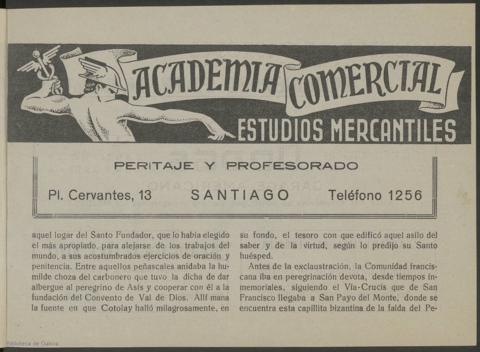 ACADEMIA COMERCIAL
ESTUDIOS MERCANTILES
PERITAJE Y PROFESORADO
Pl. Cervantes, 13 SANTIAGO Teléfono 1256
aquel lugar del Santo Fundador, que lo había elegido
el más apropiado, para alejarse de los trabajos del
mundo, a sus acostumbrados ejercicios de oración y
penitencia. Entre aquellos peñascales anidaba la hu-
milde choza del carbonero que tuvo la dicha de dar
albergue al peregrino de Asís y cooperar con él a la
fundación del Convento de Val de Dios. Allí mana
la fuente en que Cotolay halló milagrosamente, en
su fondo, el tesoro con que edificó aquel asilo del
saber y de la virtud, según lo predijo su Santo
huésped.
Antes de la exclaustración, la Comunidad francis-
cana iba en peregrinación devota, desde tiempos in-
memoriales, siguiendo el Vía-Crucis que de San
Francisco llegaba a San Payo del Monte, donde se
encuentra esta capillita bizantina de la falda del Pe-
Biblioteca de Galicia